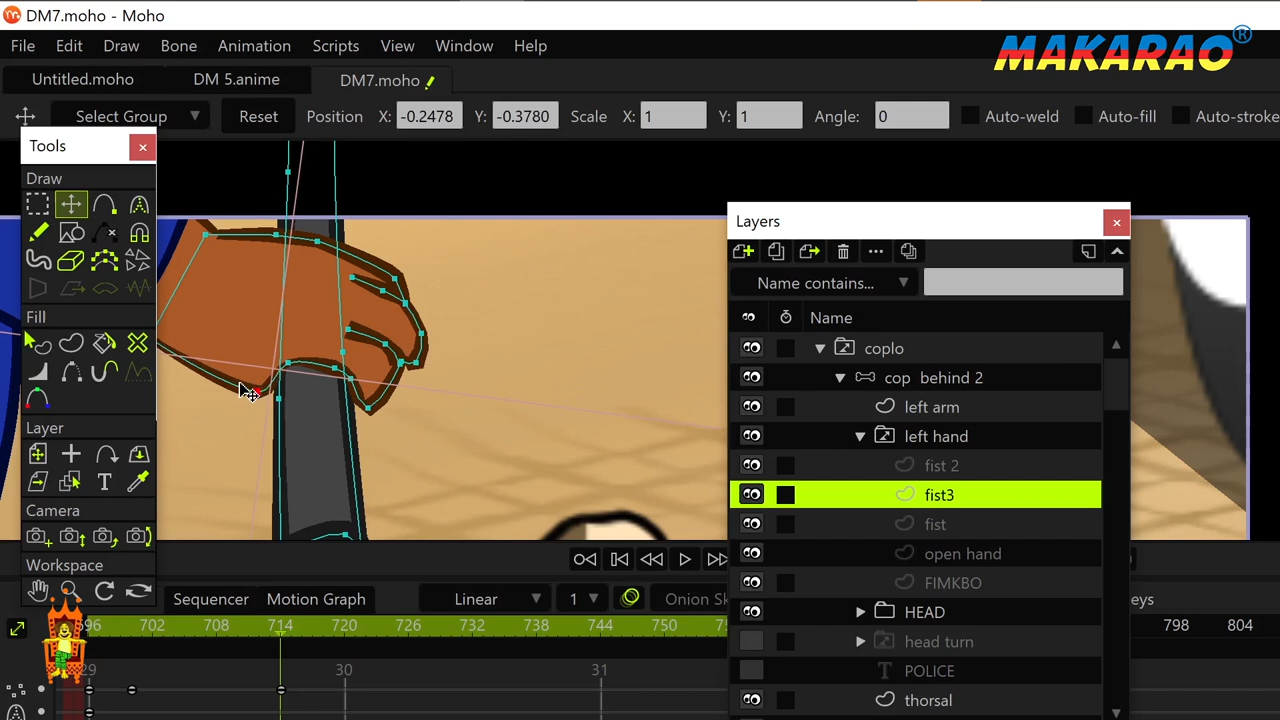 DM7.moho - Moho
MAKARAO®
File Edit Draw Bone Animation Scripts View Window Help
Untitled.moho DM 5.anime DM7.moho
Select Group Reset Position X: -0.2478 Y: -0.3780 Scale X: 1 Y: 1 Angle: 0 Auto-weld Auto-fill Auto-stroke
Tools
Draw
Fill
Layer
Camera
Workspace
Layers
Name contains...
Name
coplo
cop behind 2
left arm
left hand
fist 2
fist3
fist
open hand
FIMKBO
HEAD
head turn
POLICE
thorsal
Sequencer Motion Graph Linear 1 Onion Sk eys
96 702 708 714 720 726 732 738 744 750 798 804
29 30 31